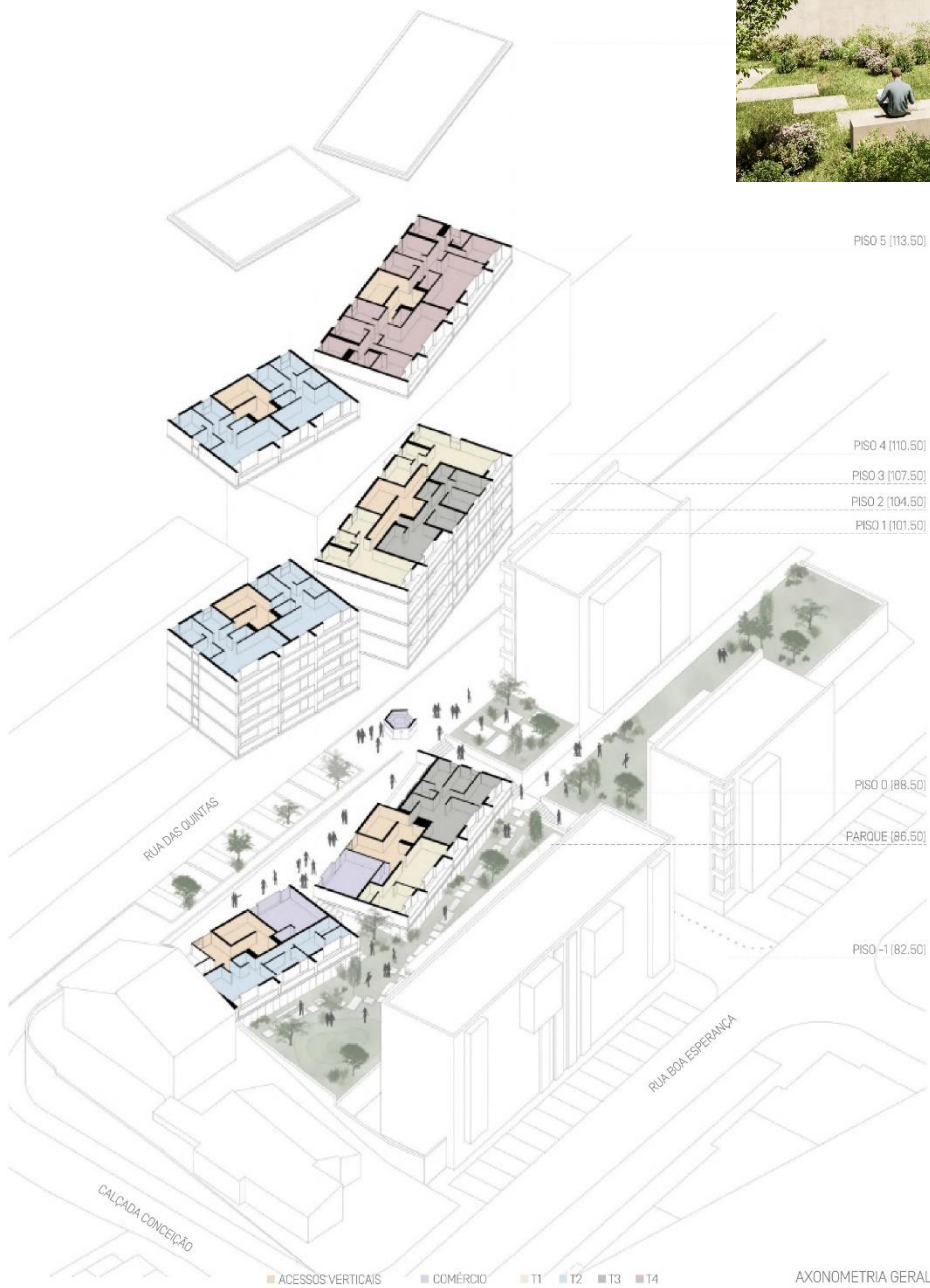 PISO 5 [113.50]
PISO 4 [110.50]
PISO 3 [107.50]
PISO 2 [104.50]
PISO 1 [101.50]
PISO 0 [88.50]
RUA DAS QUINTAS
PARQUE [86.50]
PISO -1 [82.50]
RUA BOA ESPERANÇA
CALÇADA CONCEIÇÃO
ACESSOS VERTICAIS COMÉRCIO T1 T2 T3 T4
AXONOMETRIA GERAL